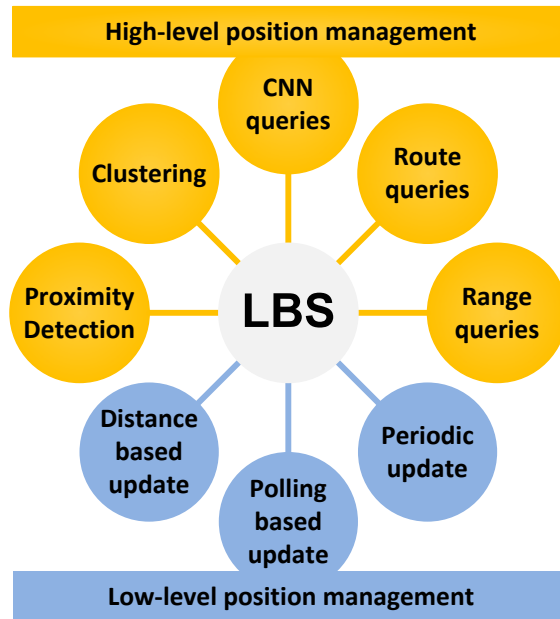 High-level position management
CNN
queries
Clustering
Route
queries
Proximity
Detection
LBS
Range
queries
Distance
based
update
Periodic
update
Polling
based
update
Low-level position management